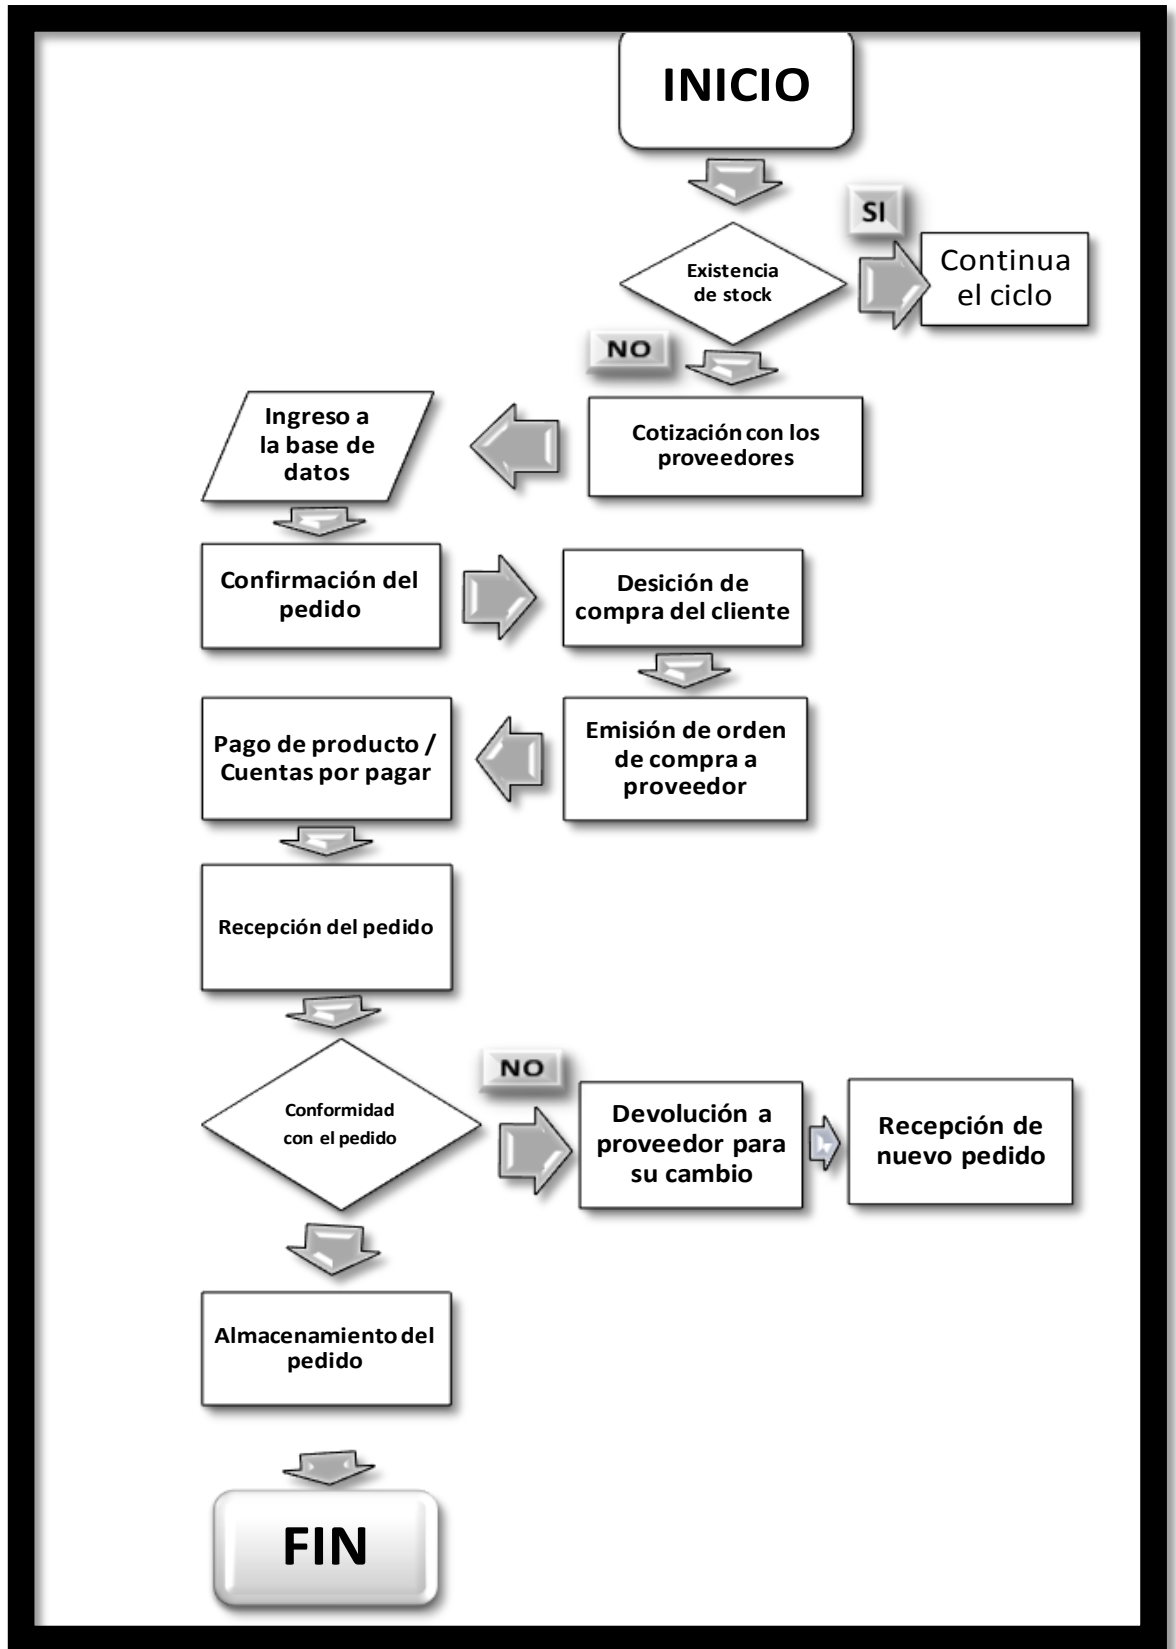 INICIO
SI
Existencia
de stock
Continua
el ciclo
NO
Cotización con los
proveedores
Ingreso a
la base de
datos
Confirmación del
pedido
Desición de
compra del cliente
Emisión de orden
de compra a
proveedor
Pago de producto /
Cuentas por pagar
Recepción del pedido
Conformidad
con el pedido
NO
Devolución a
proveedor para
su cambio
Recepción de
nuevo pedido
Almacenamiento del
pedido
FIN